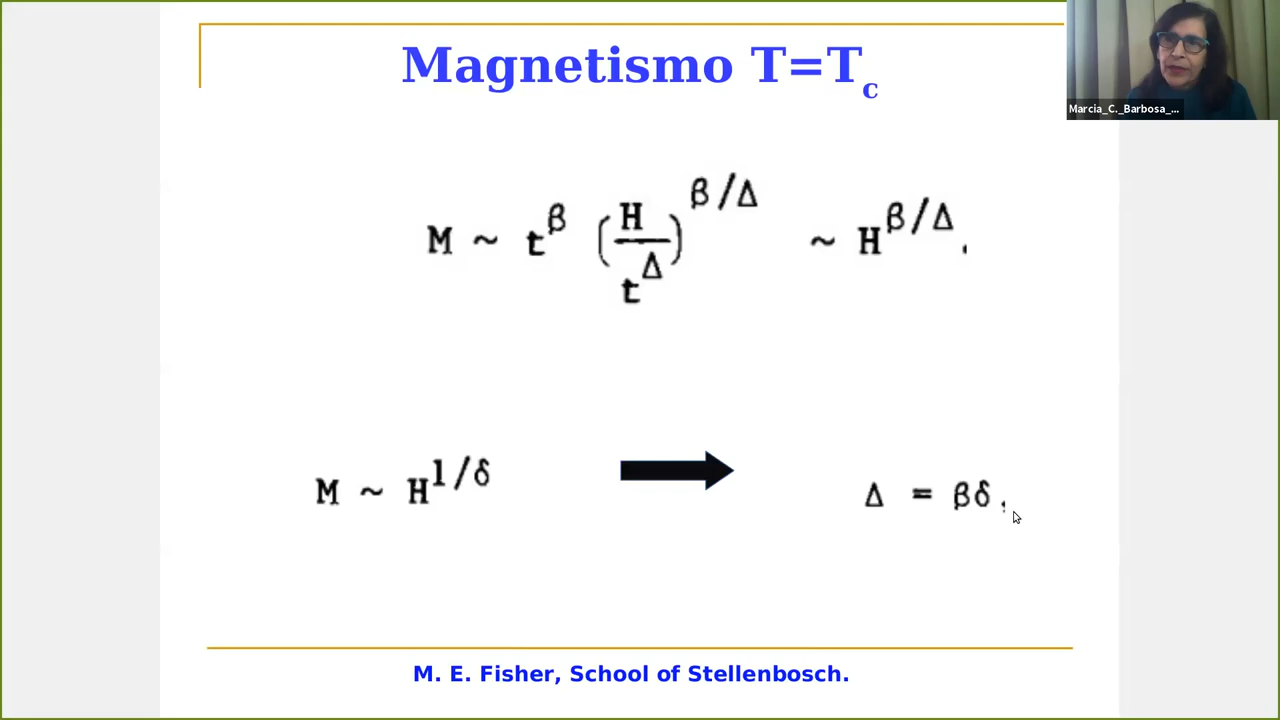 Magnetismo T=Tc
Marcia_C._Barbosa_...
M ~ t^β (H/t^Δ)^β/Δ ~ H^β/Δ.
M ~ H^1/δ
Δ = βδ,
M. E. Fisher, School of Stellenbosch.